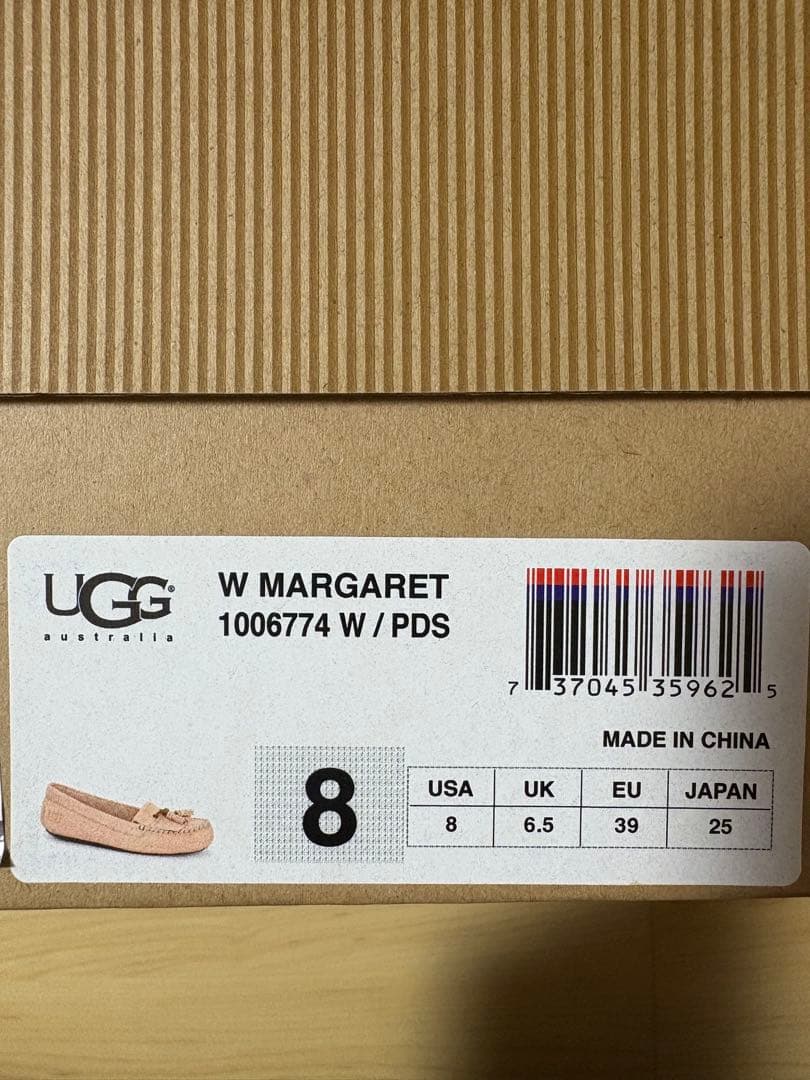 UGG®
australia
W MARGARET
1006774 W / PDS
7 37045 35962 5
MADE IN CHINA
8
USA UK EU JAPAN
8 6.5 39 25